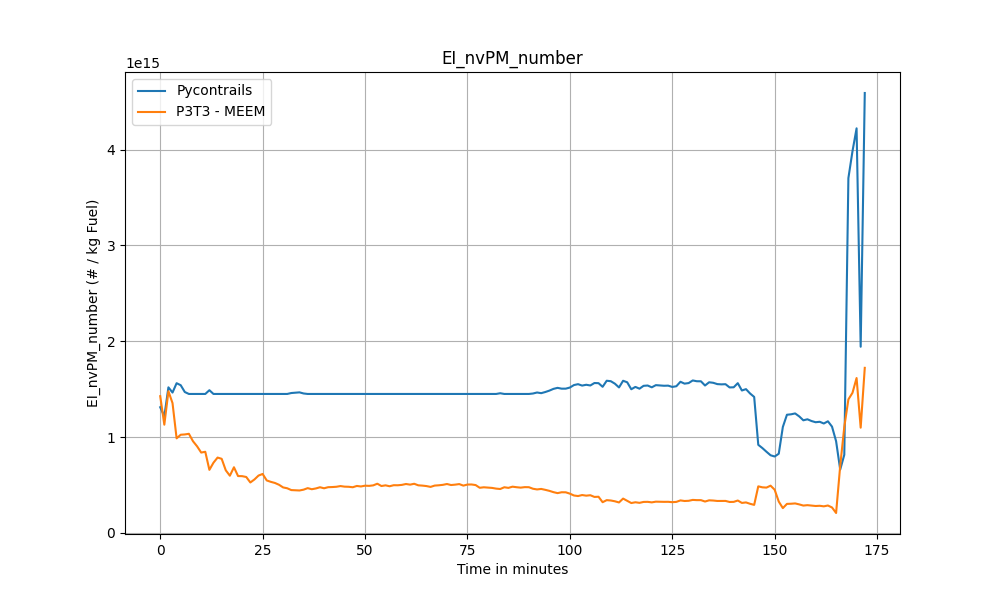 EI_nvPM_number
1e15
Pycontrails
P3T3 - MEEM
EI_nvPM_number (# / kg Fuel)
4
3
2
1
0
0 25 50 75 100 125 150 175
Time in minutes